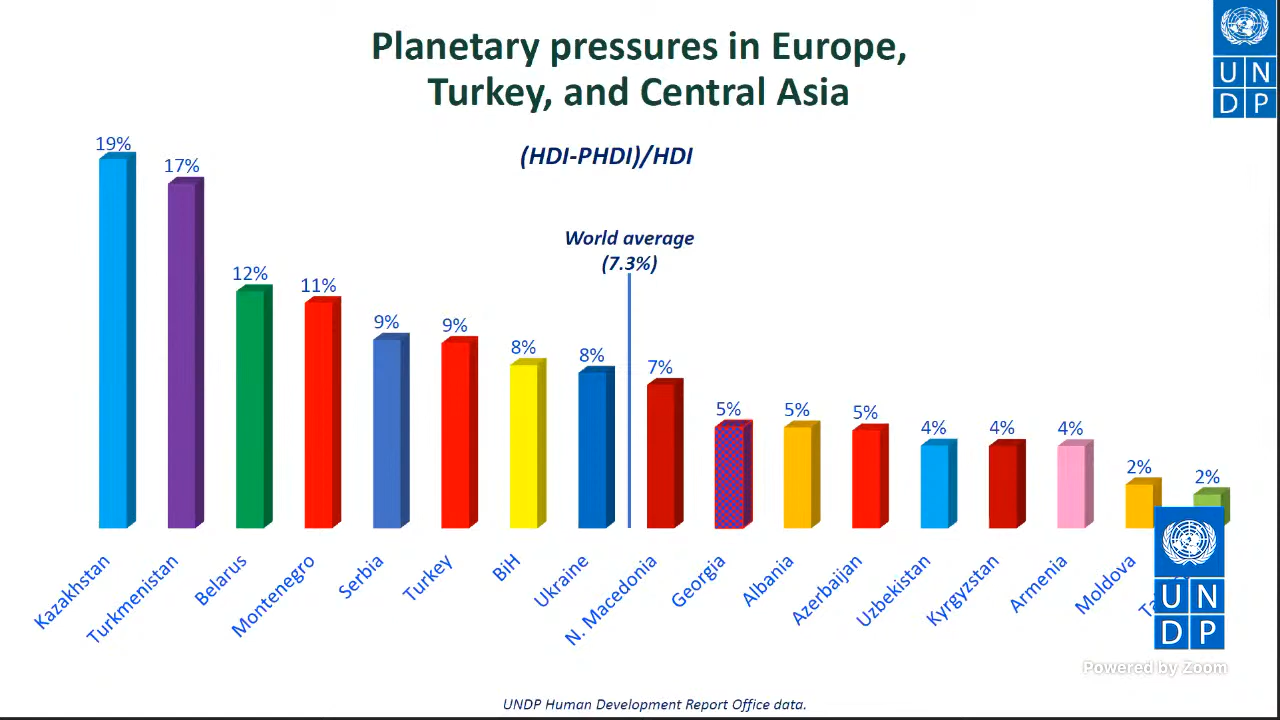 Planetary pressures in Europe,
Turkey, and Central Asia
U N
D P
(HDI-PHDI)/HDI
World average
(7.3%)
19%
17%
12%
11%
9%
9%
8%
8%
7%
5%
5%
5%
4%
4%
4%
2%
2%
Kazakhstan
Turkmenistan
Belarus
Montenegro
Serbia
Turkey
BiH
Ukraine
N. Macedonia
Georgia
Albania
Azerbaijan
Uzbekistan
Kyrgyzstan
Armenia
Moldova
U N
D P
Powered by Zoom
UNDP Human Development Report Office data.